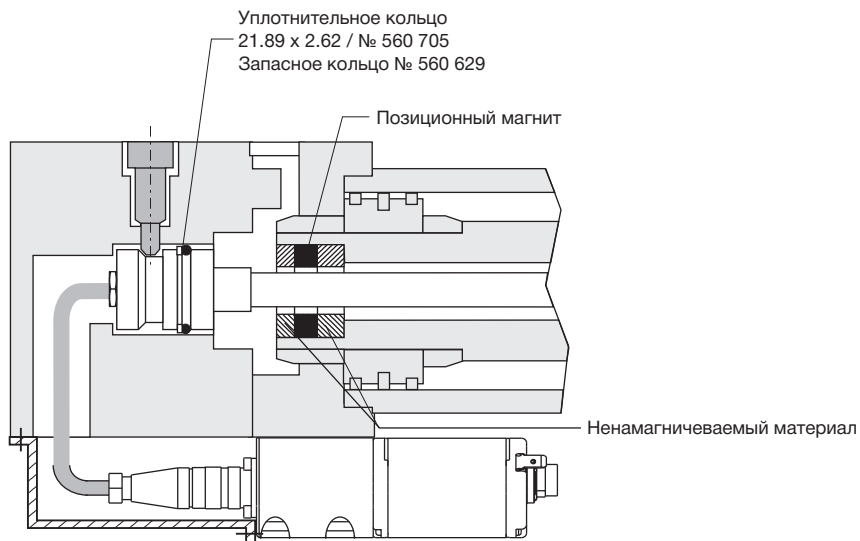 Уплотнительное кольцо
21.89 x 2.62 / № 560 705
Запасное кольцо № 560 629
Позиционный магнит
Ненамагничеваемый материал